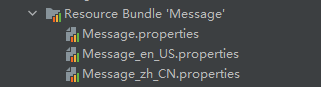 Resource Bundle 'Message'
Message.properties
Message_en_US.properties
Message_zh_CN.properties